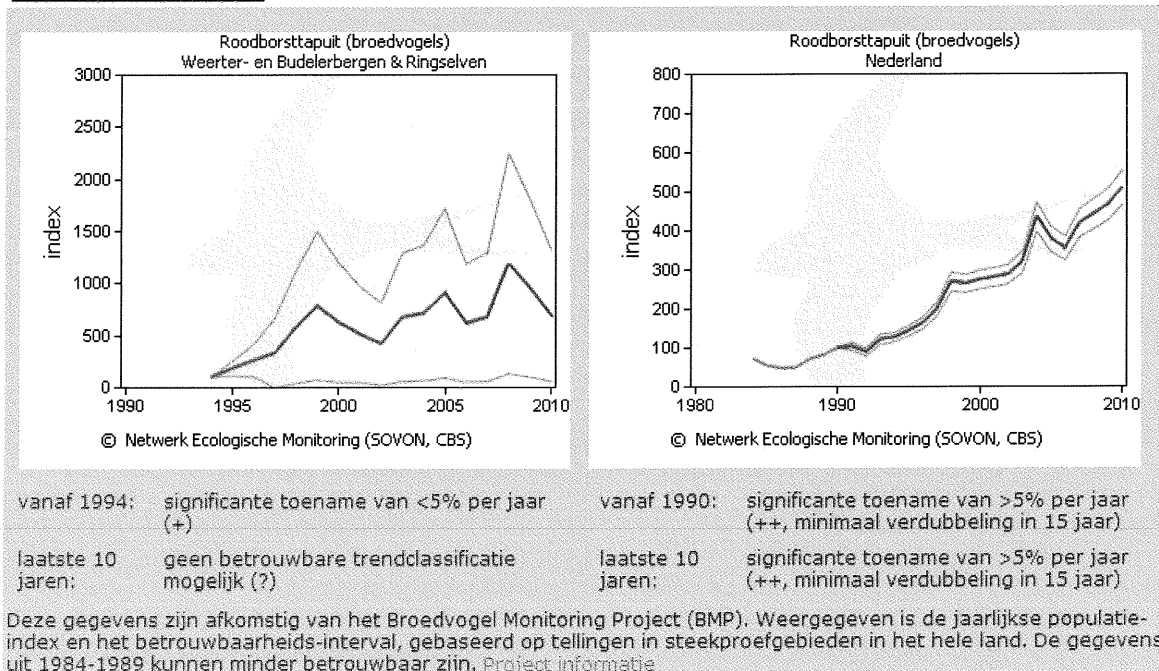 Roodborsttapuit (broedvogels)
Weerter- en Budelerbergen & Ringselven
3000
2500
2000
1500
1000
500
0
index
1990 1995 2000 2005 2010
© Netwerk Ecologische Monitoring (SOVON, CBS)
Roodborsttapuit (broedvogels)
Nederland
800
700
600
500
400
300
200
100
0
index
1980 1990 2000 2010
© Netwerk Ecologische Monitoring (SOVON, CBS)
vanaf 1994: significante toename van <5% per jaar
(+)
laatste 10 geen betrouwbare trendclassificatie
jaren: mogelijk (?)
vanaf 1990: significante toename van >5% per jaar
(++, minimaal verdubbeling in 15 jaar)
laatste 10 significante toename van >5% per jaar
jaren: (++, minimaal verdubbeling in 15 jaar)
Deze gegevens zijn afkomstig van het Broedvogel Monitoring Project (BMP). Weergegeven is de jaarlijkse populatie-
index en het betrouwbaarheids-interval, gebaseerd op tellingen in steekproefgebieden in het hele land. De gegevens
uit 1984-1989 kunnen minder betrouwbaar zijn. Project informatie